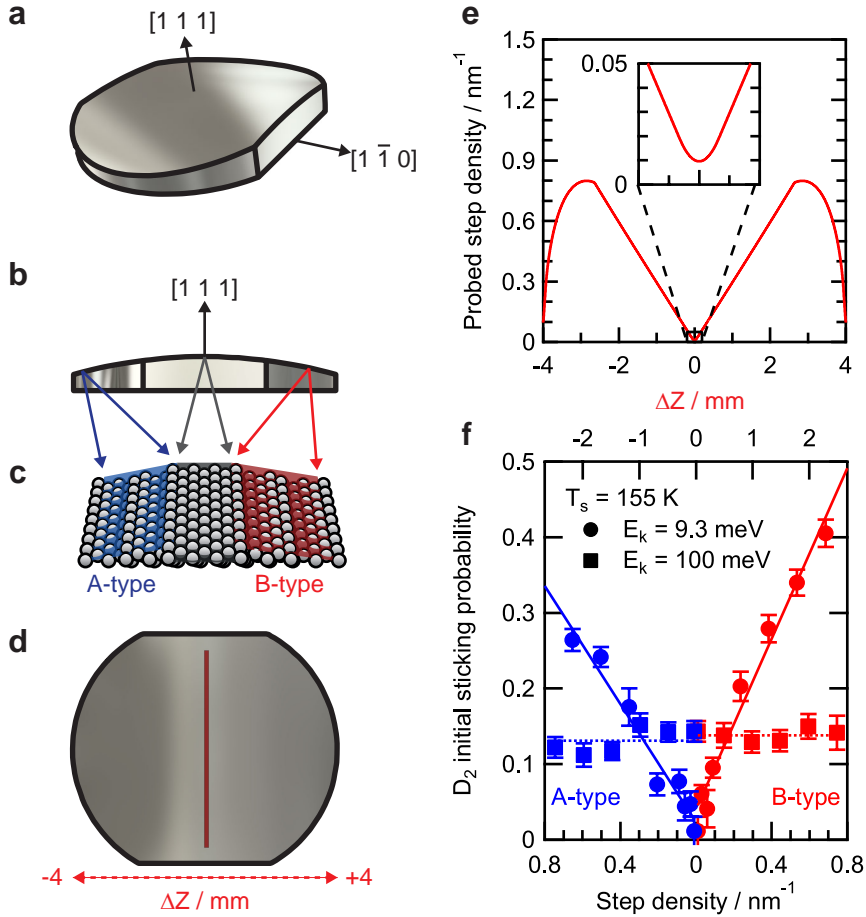 a
[1 1 1]
[1 1̅ 0]
b
[1 1 1]
c
A-type
B-type
d
-4
+4
ΔZ / mm
e
Probed step density / nm⁻¹
1.5
1.2
0.9
0.6
0.3
0
0.05
0
-4
-2
0
2
4
ΔZ / mm
f
-2
-1
0
1
2
D₂ initial sticking probability
0.5
0.4
0.3
0.2
0.1
0
Tₛ = 155 K
Eₖ = 9.3 meV
Eₖ = 100 meV
A-type
B-type
0.8
0.4
0
0.4
0.8
Step density / nm⁻¹